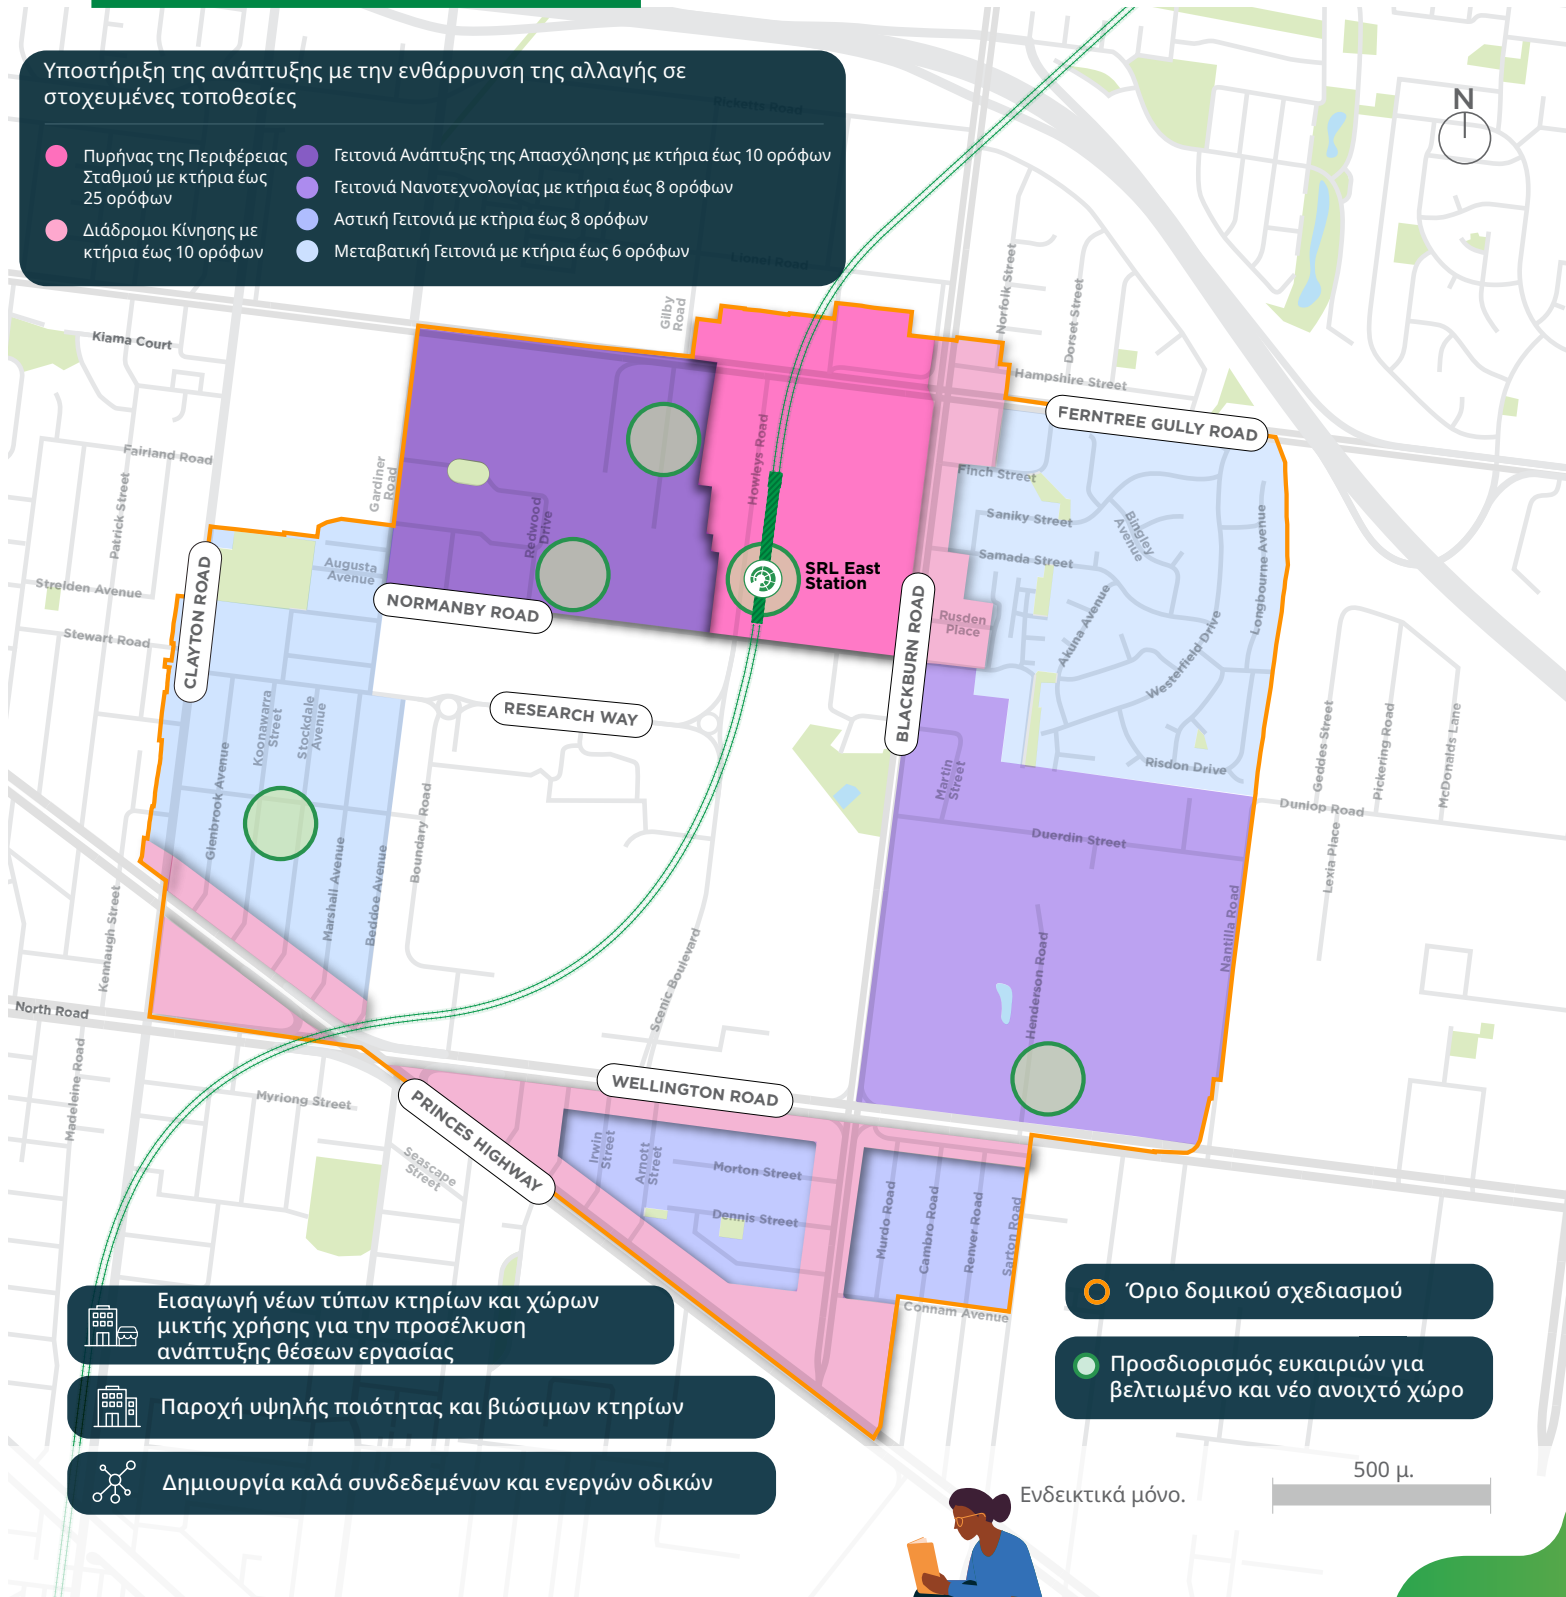 Υποστήριξη της ανάπτυξης με την ενθάρρυνση της αλλαγής σε
στοχευμένες τοποθεσίες
Πυρήνας της Περιφέρειας
Σταθμού με κτήρια έως
25 ορόφων
Διάδρομοι Κίνησης με
κτήρια έως 10 ορόφων
Γειτονιά Ανάπτυξης της Απασχόλησης με κτήρια έως 10 ορόφων
Γειτονιά Νανοτεχνολογίας με κτήρια έως 8 ορόφων
Αστική Γειτονιά με κτὴρια έως 8 ορόφων
Μεταβατική Γειτονιά με κτήρια έως 6 ορόφων
Ricketts Road
Lionel Road
N
Kiama Court
Gilby
Road
Norfolk Street
Dorset Street
Hampshire Street
FERNTREE GULLY ROAD
Fairland Road
Patrick Street
Gardiner
Road
Howleys Road
Redwood
Drive
Finch Street
Saniky Street
Bingley
Avenue
Samada Street
Longbourne Avenue
Augusta
Avenue
Strelden Avenue
Stewart Road
CLAYTON ROAD
NORMANBY ROAD
SRL East
Station
BLACKBURN ROAD
Rusden
Place
Akuna Avenue
Westerfield Drive
RESEARCH WAY
Koonawarra
Street
Stockdale
Avenue
Glenbrook Avenue
Marshall Avenue
Beddoe Avenue
Boundary Road
Martin
Street
Risdon Drive
Geddes Street
Pickering Road
McDonalds Lane
Dunlop Road
Lexia Place
Duerdin Street
Nantilla Road
Henderson Road
Kennaugh Street
North Road
Madeleine Road
Scenic Boulevard
Myriong Street
WELLINGTON ROAD
PRINCES HIGHWAY
Seascape
Street
Irwin
Street
Arnott
Street
Morton Street
Dennis Street
Murdo Road
Cambro Road
Renver Road
Sarton Road
Connam Avenue
Εισαγωγή νέων τύπων κτηρίων και χώρων
μικτής χρήσης για την προσέλκυση
ανάπτυξης θέσεων εργασίας
Παροχή υψηλής ποιότητας και βιώσιμων κτηρίων
Δημιουργία καλά συνδεδεμένων και ενεργών οδικών
Όριο δομικού σχεδιασμού
Προσδιορισμός ευκαιριών για
βελτιωμένο και νέο ανοιχτό χώρο
Ενδεικτικά μόνο.
500 μ.